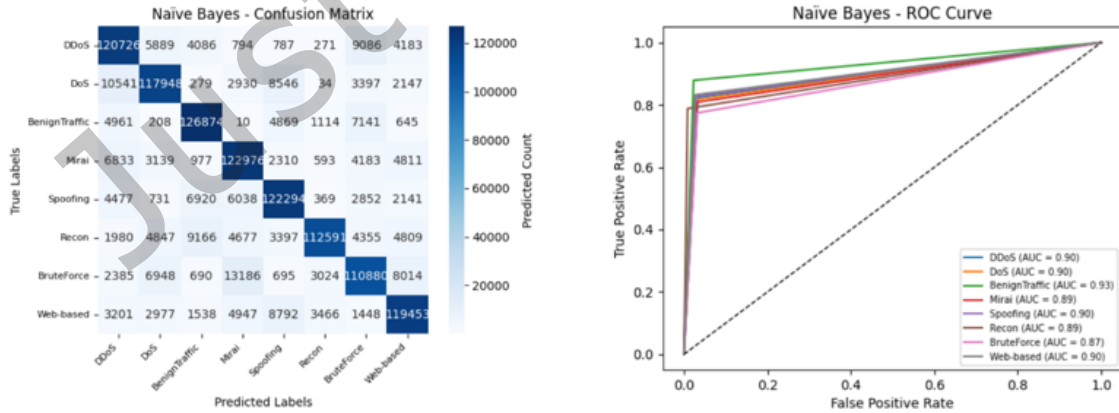 Naïve Bayes - Confusion Matrix
True Labels
DDoS 120726 5889 4086 794 787 271 9086 4183
DoS 10541 117948 279 2930 8546 34 3397 2147
BenignTraffic 4961 208 126874 10 4869 1114 7141 645
Mirai 6833 3139 977 122976 2310 593 4183 4811
Spoofing 4477 731 6920 6038 122294 369 2852 2141
Recon 1980 4847 9166 4677 3397 112591 4355 4809
BruteForce 2385 6948 690 13186 695 3024 110880 8014
Web-based 3201 2977 1538 4947 8792 3466 1448 119453
DDoS DoS BenignTraffic Mirai Spoofing Recon BruteForce Web-based
Predicted Labels
120000
100000
80000
60000
40000
20000
Predicted Count
Just
Naïve Bayes - ROC Curve
True Positive Rate
1.0
0.8
0.6
0.4
0.2
0.0
0.0 0.2 0.4 0.6 0.8 1.0
False Positive Rate
DDoS (AUC = 0.90)
DoS (AUC = 0.90)
BenignTraffic (AUC = 0.93)
Mirai (AUC = 0.89)
Spoofing (AUC = 0.90)
Recon (AUC = 0.89)
BruteForce (AUC = 0.87)
Web-based (AUC = 0.90)